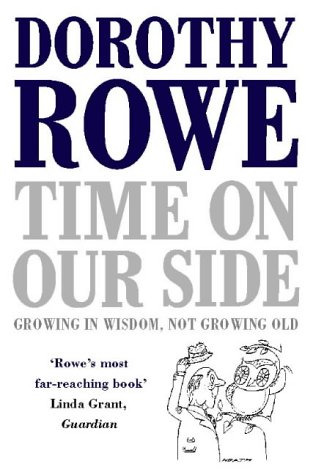 DOROTHY
ROWE
TIME ON
OUR SIDE
GROWING IN WISDOM, NOT GROWING OLD
‘Rowe's most
far-reaching book’
Linda Grant,
Guardian
HEATH